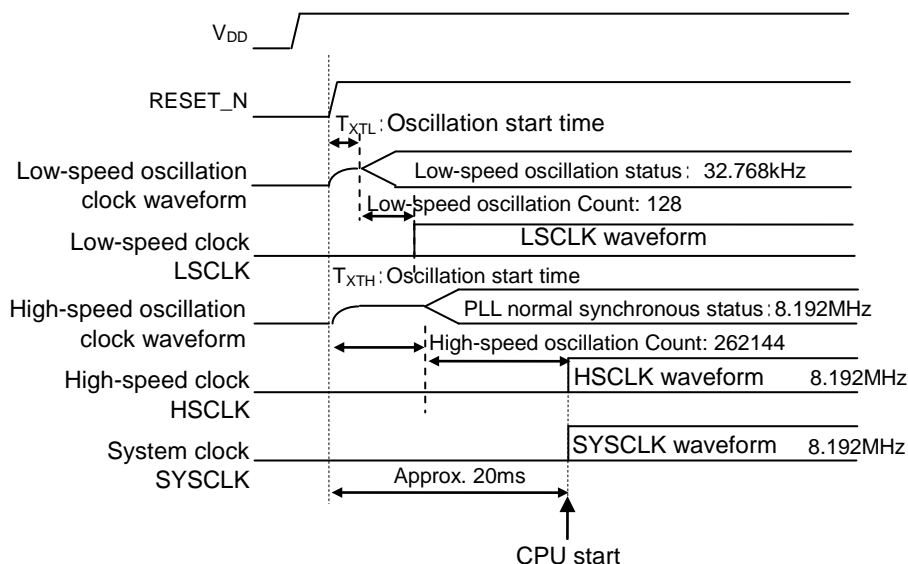 VDD
RESET_N
TXTL : Oscillation start time
Low-speed oscillation
clock waveform
Low-speed oscillation status : 32.768kHz
Low-speed oscillation Count: 128
Low-speed clock
LSCLK
LSCLK waveform
TXTH : Oscillation start time
High-speed oscillation
clock waveform
PLL normal synchronous status : 8.192MHz
High-speed oscillation Count: 262144
High-speed clock
HSCLK
HSCLK waveform 8.192MHz
System clock
SYSCLK
SYSCLK waveform 8.192MHz
Approx. 20ms
CPU start